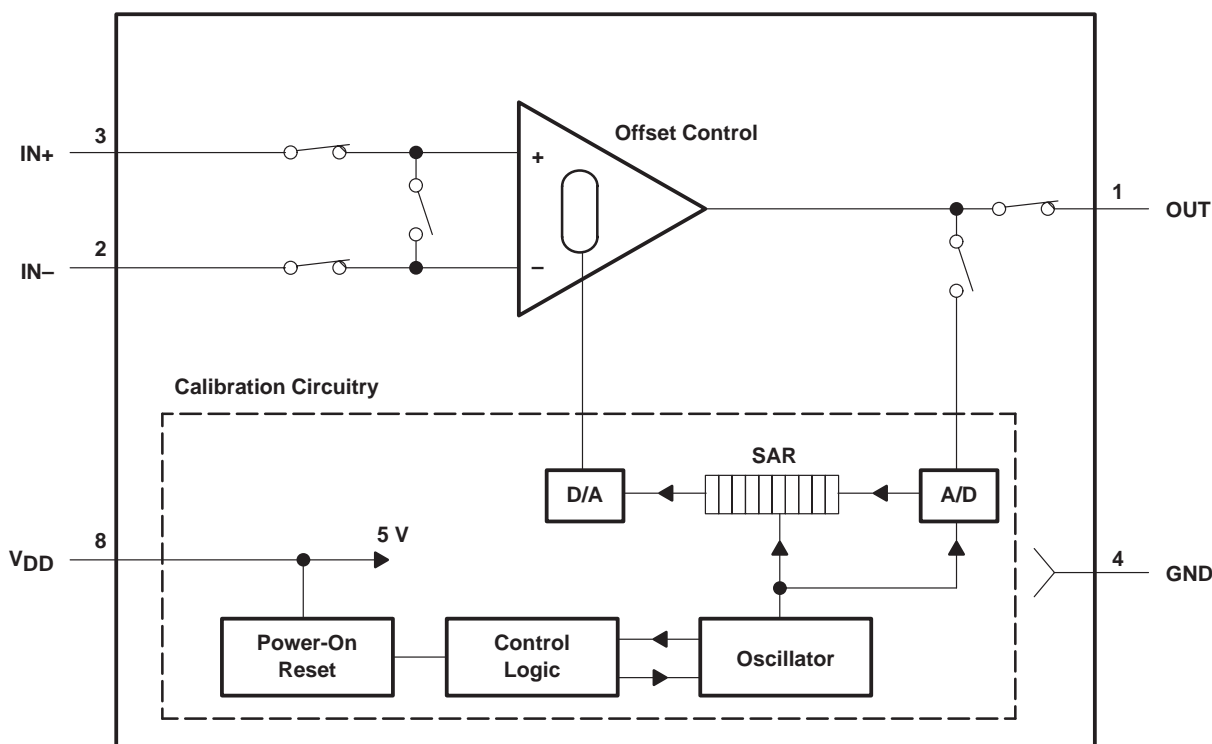 Offset Control
3
IN+
+
1
OUT
2
IN–
–
Calibration Circuitry
SAR
D/A
A/D
5 V
8
VDD
4
GND
Power-On
Reset
Control
Logic
Oscillator